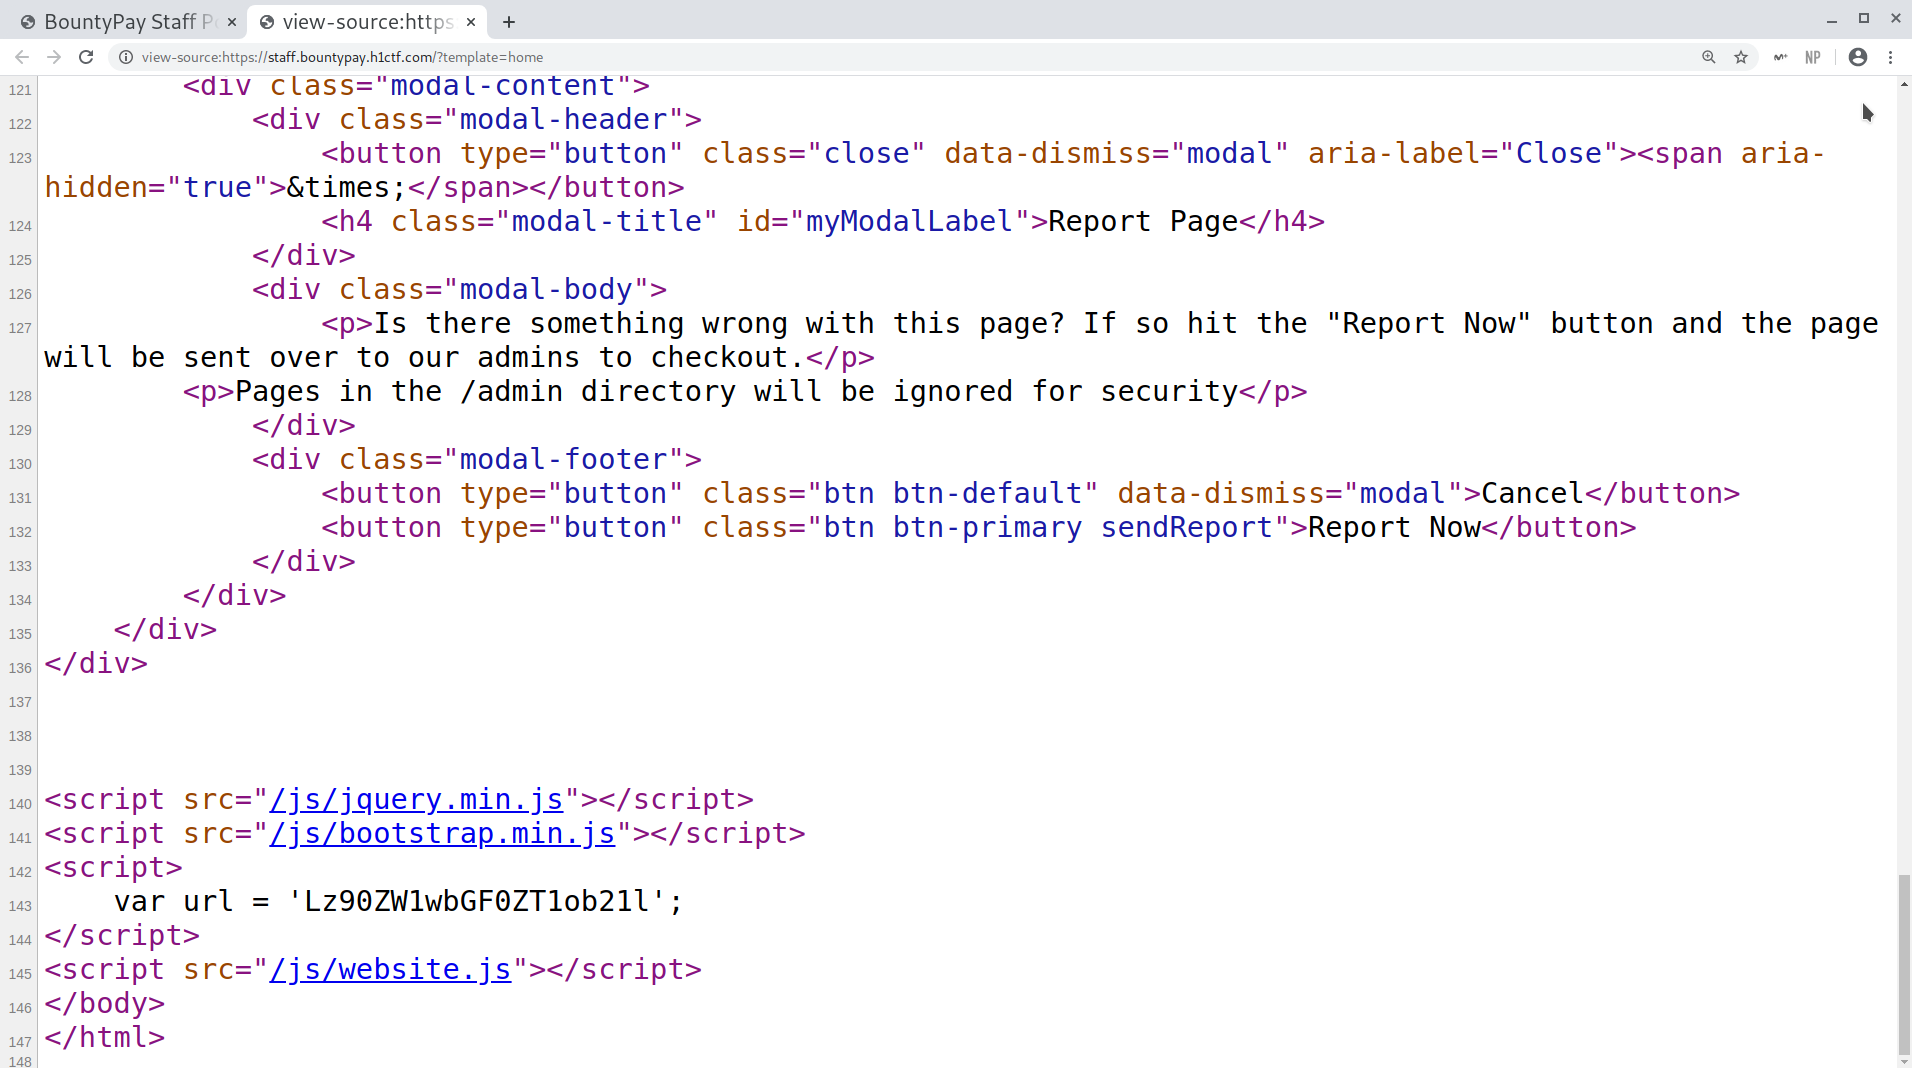 BountyPay Staff P
view-source:https
view-source:https://staff.bountypay.h1ctf.com/?template=home
NP
121 <div class="modal-content">
122 <div class="modal-header">
123 <button type="button" class="close" data-dismiss="modal" aria-label="Close"><span aria-
hidden="true">&times;</span></button>
124 <h4 class="modal-title" id="myModalLabel">Report Page</h4>
125 </div>
126 <div class="modal-body">
127 <p>Is there something wrong with this page? If so hit the "Report Now" button and the page
will be sent over to our admins to checkout.</p>
128 <p>Pages in the /admin directory will be ignored for security</p>
129 </div>
130 <div class="modal-footer">
131 <button type="button" class="btn btn-default" data-dismiss="modal">Cancel</button>
132 <button type="button" class="btn btn-primary sendReport">Report Now</button>
133 </div>
134 </div>
135 </div>
136 </div>
137
138
139
140 <script src="/js/jquery.min.js"></script>
141 <script src="/js/bootstrap.min.js"></script>
142 <script>
143 var url = 'Lz90ZW1wbGF0ZT1ob21l';
144 </script>
145 <script src="/js/website.js"></script>
146 </body>
147 </html>
148